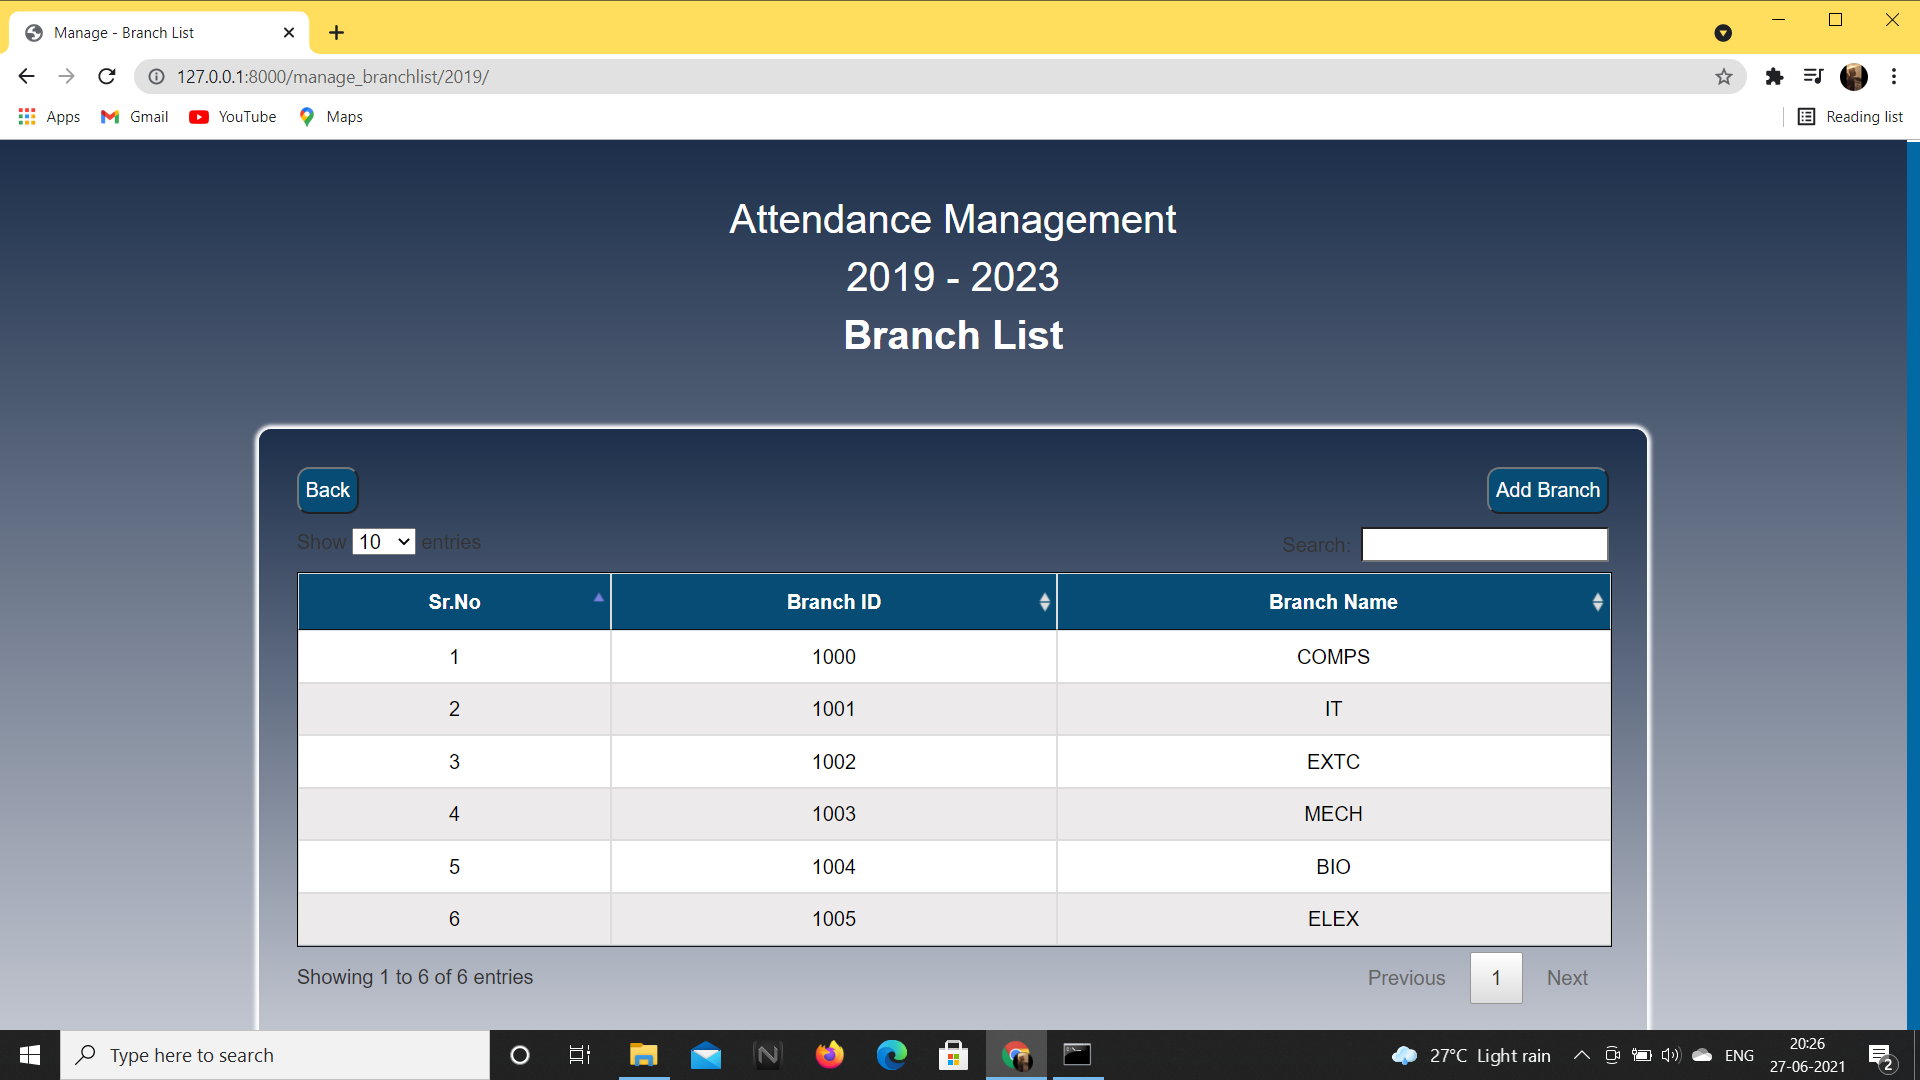 Manage - Branch List
127.0.0.1:8000/manage_branchlist/2019/
Apps Gmail YouTube Maps Reading list
Attendance Management
2019 - 2023
Branch List
Back Add Branch
Show 10 entries Search:
Sr.No Branch ID Branch Name
1 1000 COMPS
2 1001 IT
3 1002 EXTC
4 1003 MECH
5 1004 BIO
6 1005 ELEX
Showing 1 to 6 of 6 entries Previous 1 Next
Type here to search N 27°C Light rain ENG 20:26
27-06-2021 2